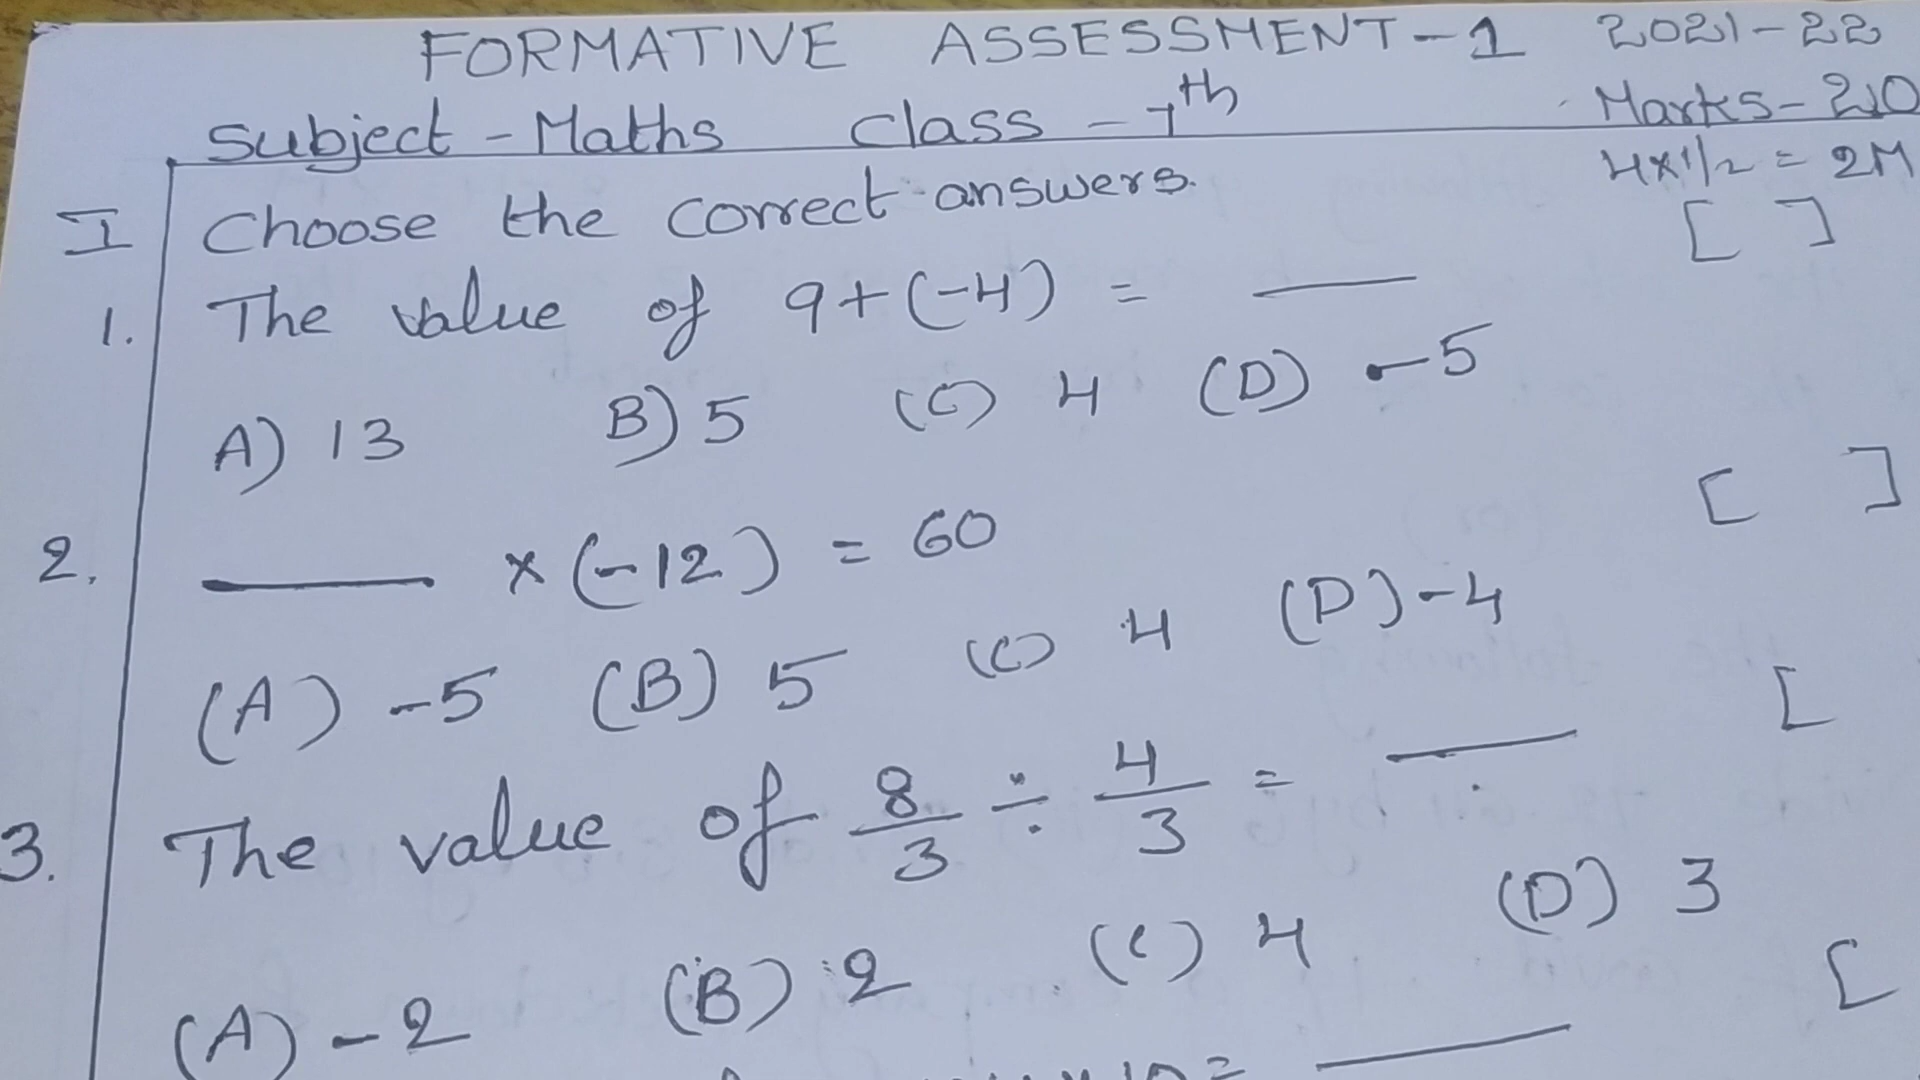 FORMATIVE ASSESSMENT-1 2021-22
Subject - Maths Class - 7th Marks-20
I Choose the correct answers. 4x1/2 = 2M
1. The value of 9+(-4) = ____ [ ]
A) 13 B) 5 (C) 4 (D) -5
2. ____ x (-12) = 60 [ ]
(A) -5 (B) 5 (C) 4 (D) -4
3. The value of 8/3 ÷ 4/3 = ____ [
(A) -2 (B) 2 (C) 4 (D) 3
[